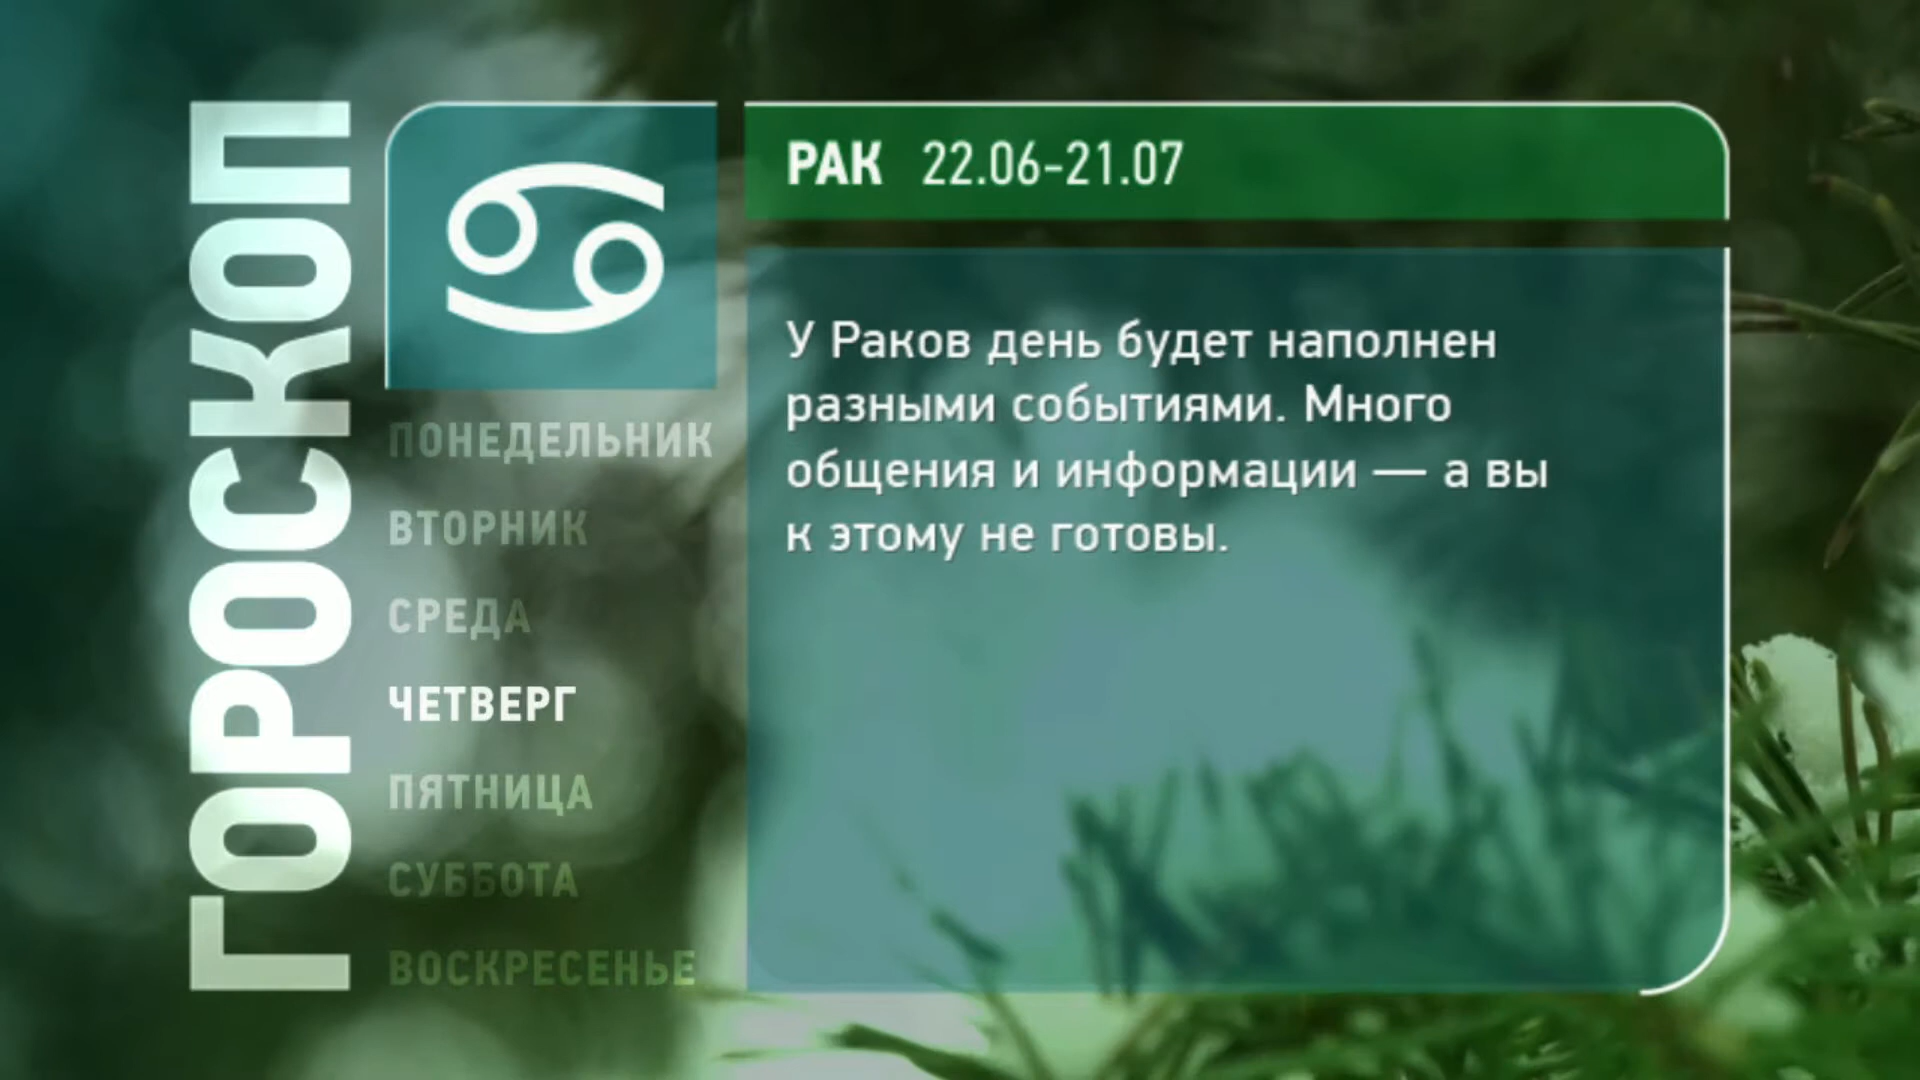 ГОРОСКОП
ПОНЕДЕЛЬНИК
ВТОРНИК
СРЕДА
ЧЕТВЕРГ
ПЯТНИЦА
СУББОТА
ВОСКРЕСЕНЬЕ
РАК 22.06-21.07
У Раков день будет наполнен
разными событиями. Много
общения и информации — а вы
к этому не готовы.